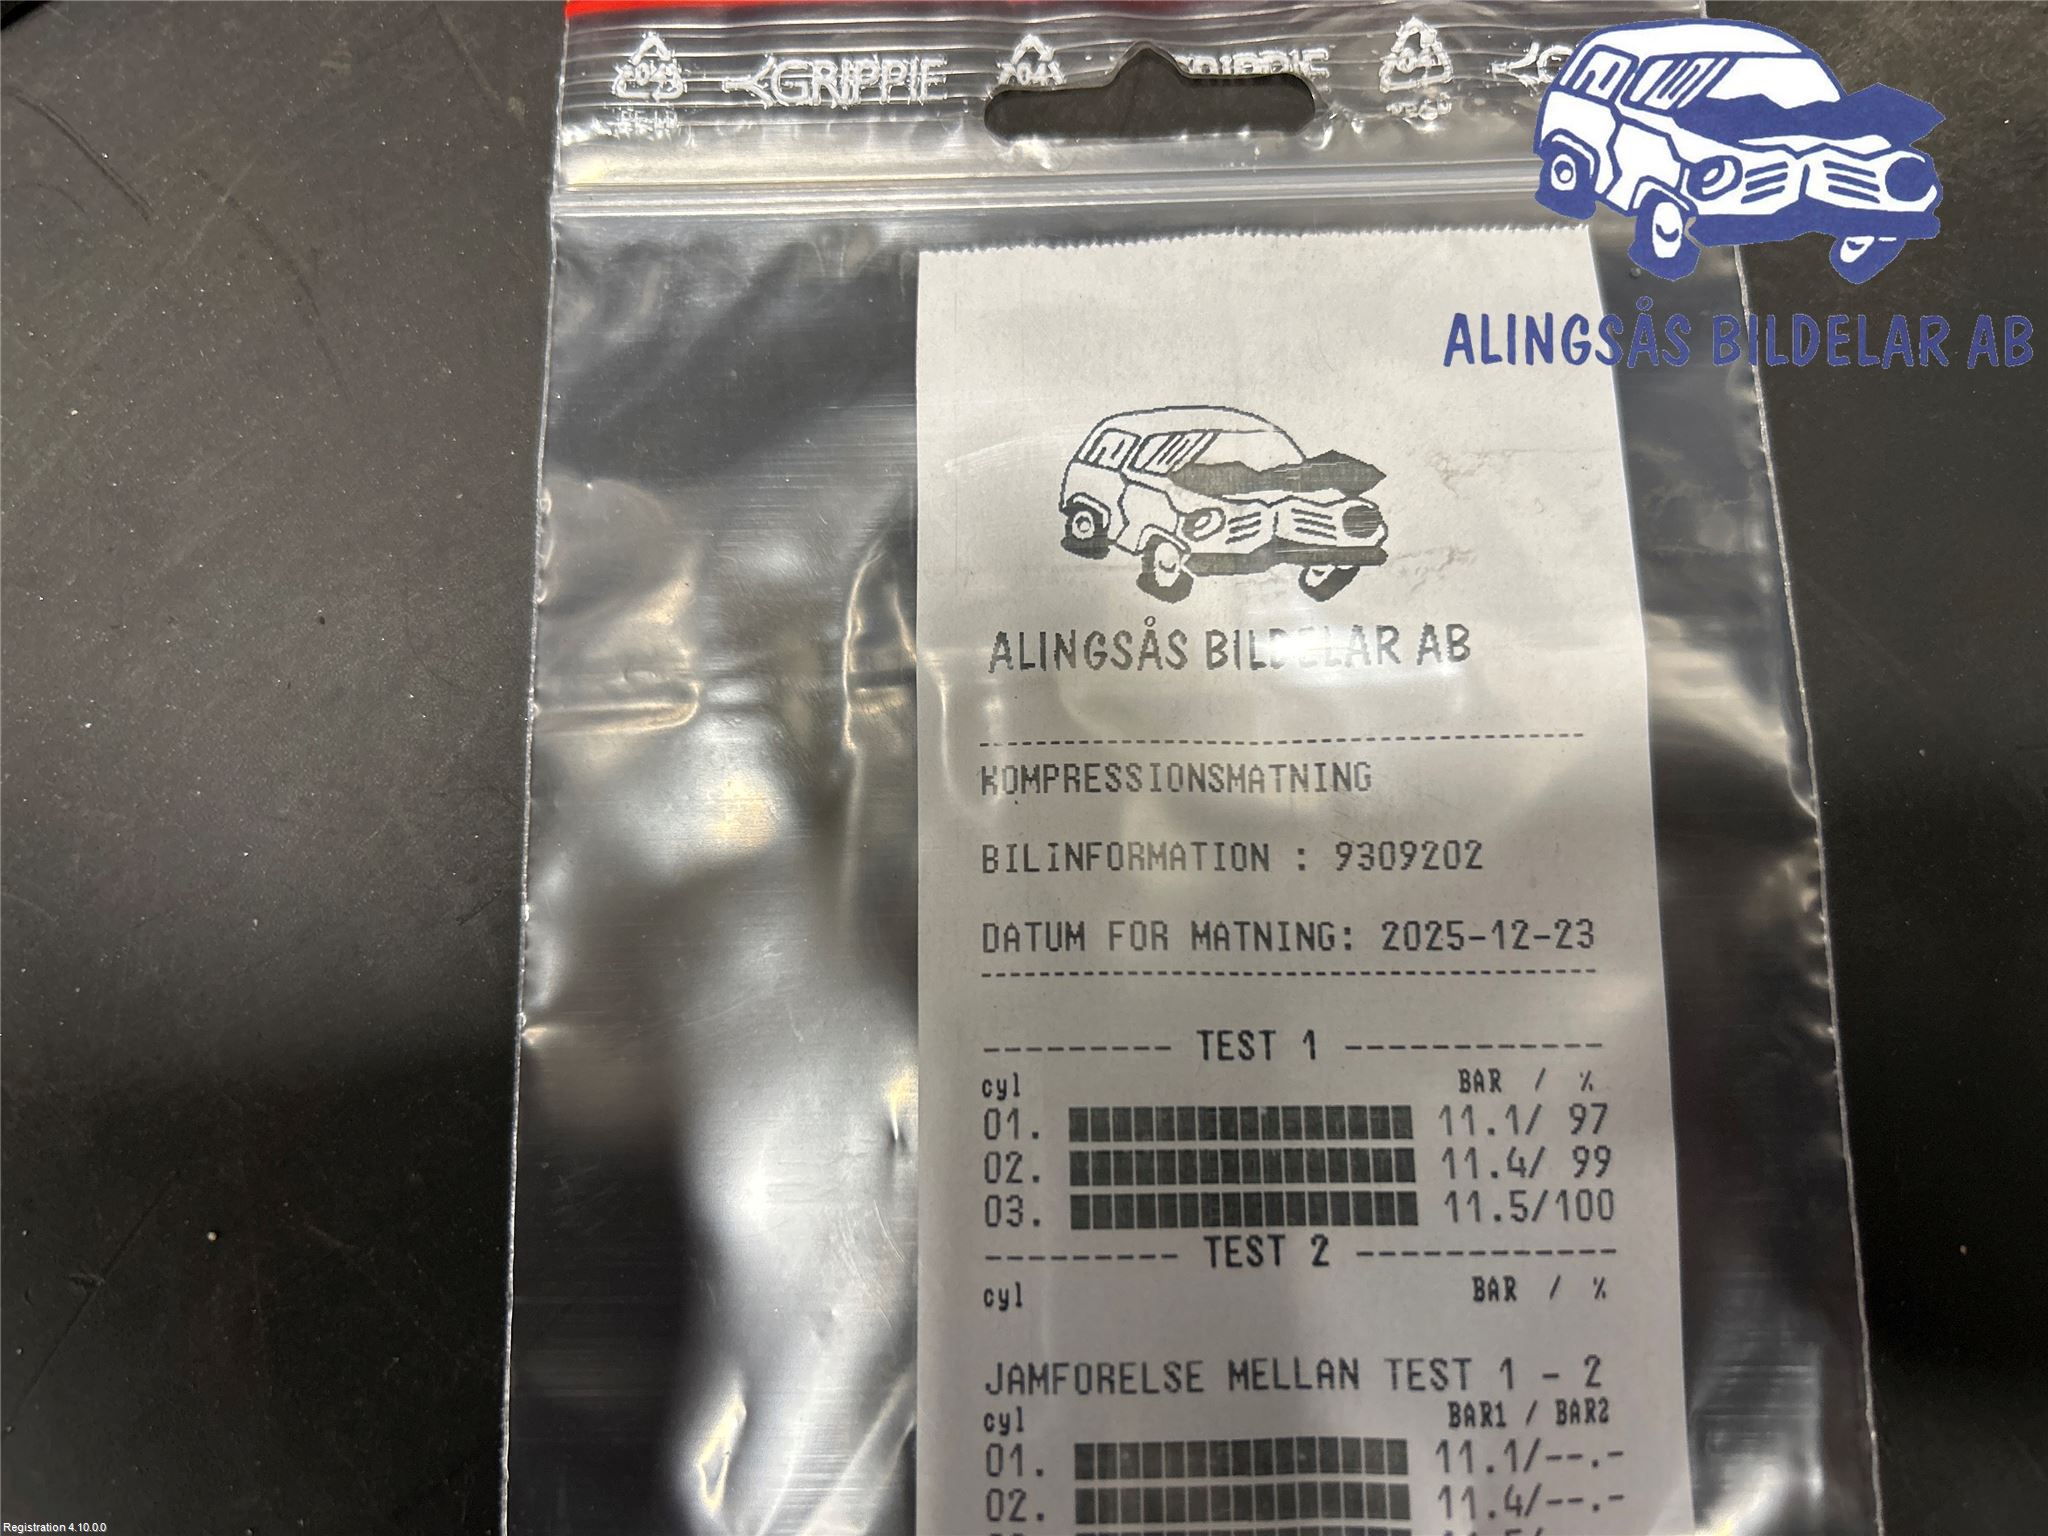 GRIPPIE
ALINGSÅS BILDELAR AB
ALINGSÅS BILDELAR AB
KOMPRESSIONSMATNING
BILINFORMATION : 9309202
DATUM FOR MATNING: 2025-12-23
--------- TEST 1 ------------
cyl BAR / %
01. 11.1/ 97
02. 11.4/ 99
03. 11.5/100
--------- TEST 2 ------------
cyl BAR / %
JAMFORELSE MELLAN TEST 1 - 2
cyl BAR1 / BAR2
01. 11.1/--.-
02. 11.4/--.-
Registration 4.10.0.0